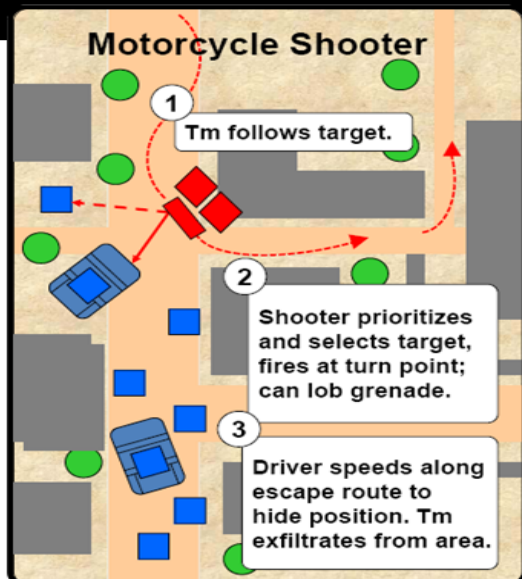 Motorcycle Shooter
1
Tm follows target.
2
Shooter prioritizes
and selects target,
fires at turn point;
can lob grenade.
3
Driver speeds along
escape route to
hide position. Tm
exfiltrates from area.